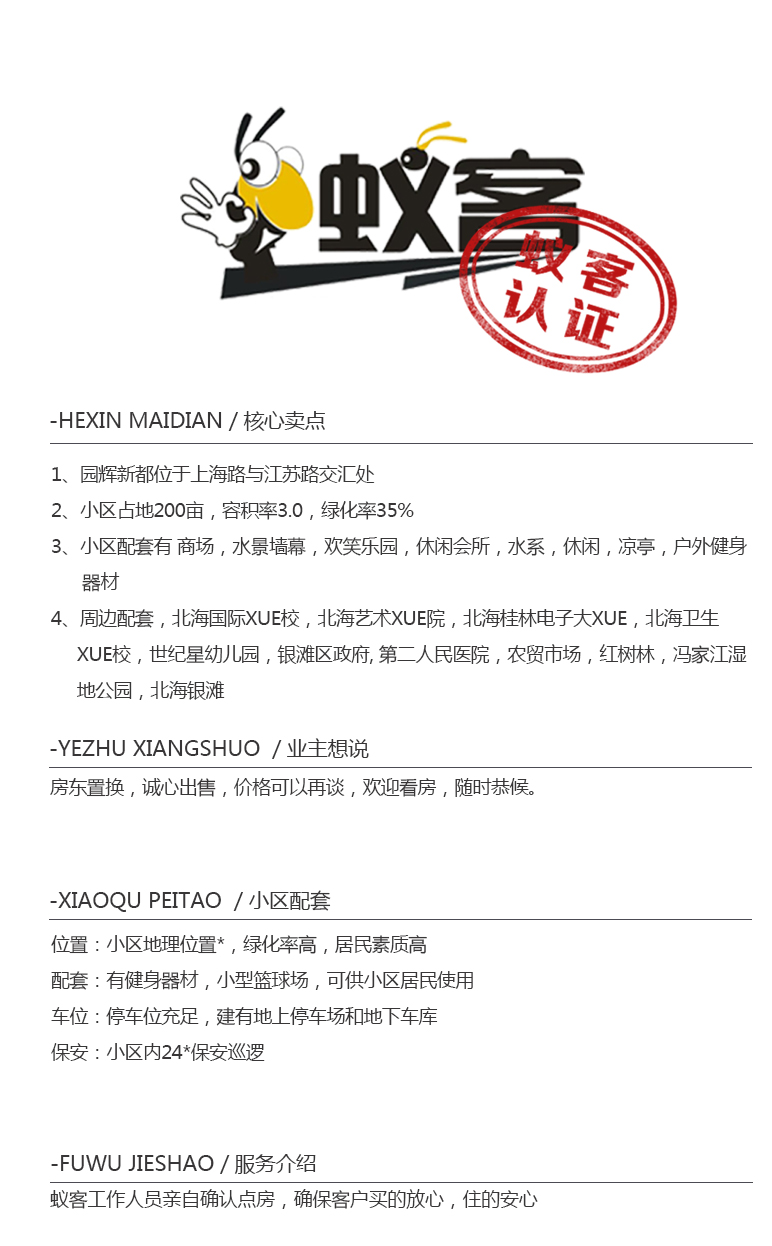 蚁客
蚁客
认证
-HEXIN MAIDIAN / 核心卖点
1、园辉新都位于上海路与江苏路交汇处
2、小区占地200亩，容积率3.0，绿化率35%
3、小区配套有 商场，水景墙幕，欢笑乐园，休闲会所，水系，休闲，凉亭，户外健身
器材
4、周边配套，北海国际XUE校，北海艺术XUE院，北海桂林电子大XUE，北海卫生
XUE校，世纪星幼儿园，银滩区政府, 第二人民医院，农贸市场，红树林，冯家江湿
地公园，北海银滩
-YEZHU XIANGSHUO / 业主想说
房东置换，诚心出售，价格可以再谈，欢迎看房，随时恭候。
-XIAOQU PEITAO / 小区配套
位置：小区地理位置*，绿化率高，居民素质高
配套：有健身器材，小型篮球场，可供小区居民使用
车位：停车位充足，建有地上停车场和地下车库
保安：小区内24*保安巡逻
-FUWU JIESHAO / 服务介绍
蚁客工作人员亲自确认点房，确保客户买的放心，住的安心